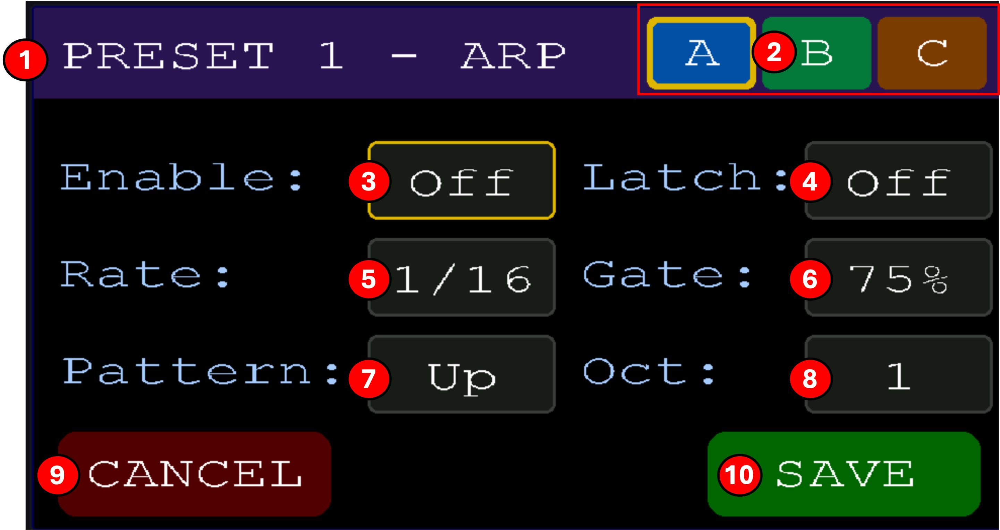 1 PRESET 1 - ARP A 2 B C
Enable: 3 Off Latch: 4 Off
Rate: 5 1/16 Gate: 6 75%
Pattern: 7 Up Oct: 8 1
9 CANCEL 10 SAVE